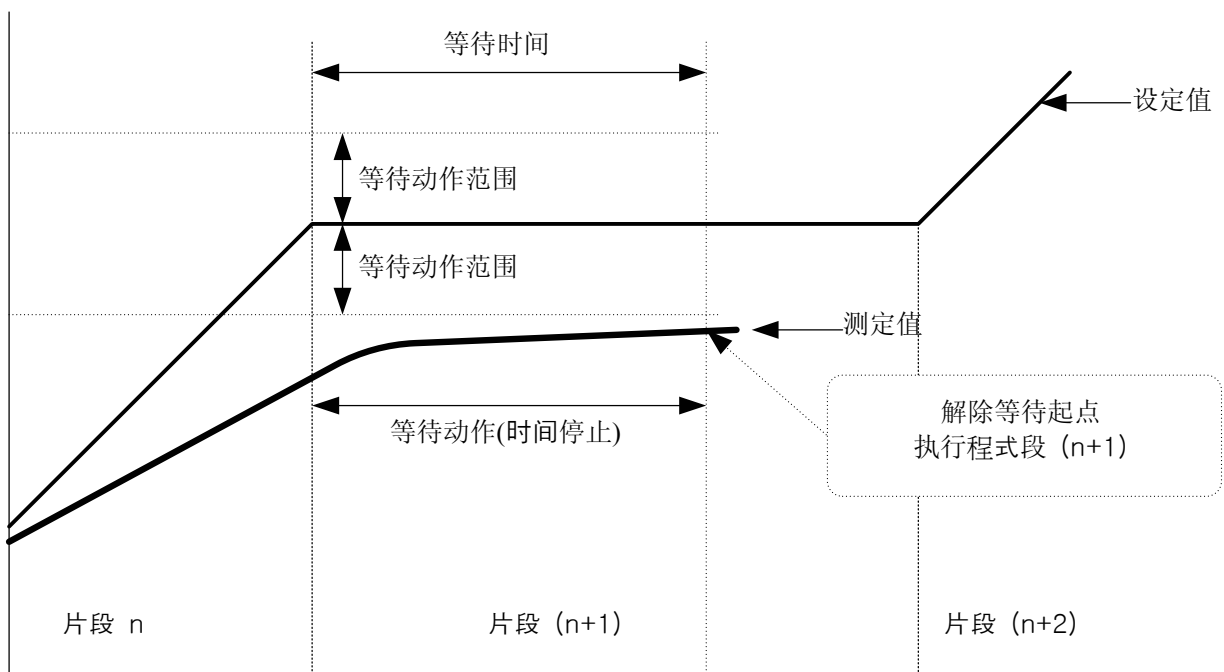 等待时间
设定值
等待动作范围
等待动作范围
测定值
解除等待起点
执行程式段 (n+1)
等待动作(时间停止)
片段 n
片段 (n+1)
片段 (n+2)